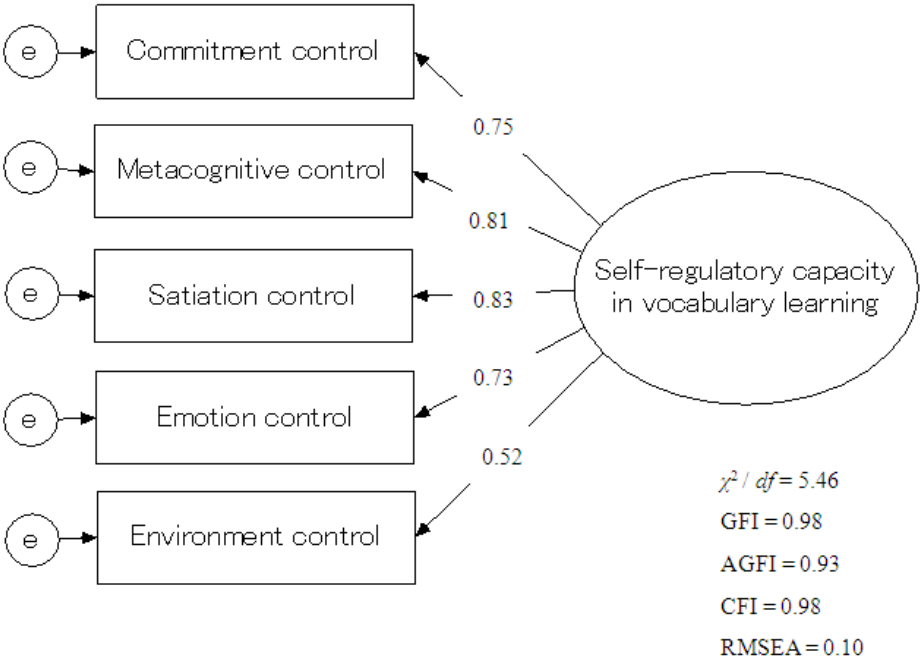 e
Commitment control
0.75
e
Metacognitive control
0.81
e
Satiation control
0.83
Self-regulatory capacity
in vocabulary learning
e
Emotion control
0.73
e
Environment control
0.52
χ² / df = 5.46
GFI = 0.98
AGFI = 0.93
CFI = 0.98
RMSEA = 0.10